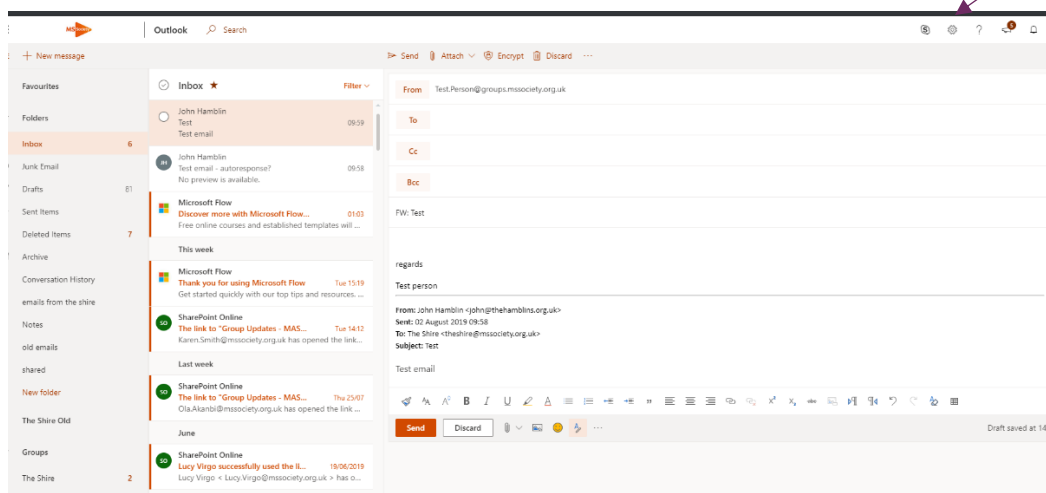 MS
Outlook
Search
New message
Send
Attach
Encrypt
Discard
Favourites
Folders
Inbox 6
Junk Email
Drafts 81
Sent Items
Deleted Items 7
Archive
Conversation History
emails from the shire
Notes
old emails
shared
New folder
The Shire Old
Groups
The Shire 2
Inbox ★ Filter
John Hamblin
Test 09:59
Test email
JH
John Hamblin
Test email - autoresponse? 09:58
No preview is available.
Microsoft Flow
Discover more with Microsoft Flow... 01:03
Free online courses and established templates will ...
This week
Microsoft Flow
Thank you for using Microsoft Flow Tue 15:19
Get started quickly with our top tips and resources. ...
SO
SharePoint Online
The link to "Group Updates - MAS... Tue 14:12
Karen.Smith@mssociety.org.uk has opened the link...
Last week
SO
SharePoint Online
The link to "Group Updates - MAS... Thu 25/07
Ola.Akanbi@mssociety.org.uk has opened the link ...
June
SO
SharePoint Online
Lucy Virgo successfully used the li... 19/06/2019
Lucy Virgo < Lucy.Virgo@mssociety.org.uk > has o...
From Test.Person@groups.mssociety.org.uk
To
Cc
Bcc
FW: Test
regards
Test person
From: John Hamblin <john@thehamblins.org.uk>
Sent: 02 August 2019 09:58
To: The Shire <theshire@mssociety.org.uk>
Subject: Test
Test email
Send
Discard
Draft saved at 14